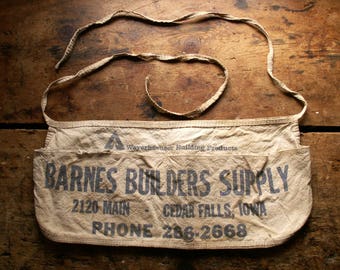 Weyerhaeuser Building Products
BARNES BUILDERS SUPPLY
2120 MAIN - CEDAR FALLS, IOWA
PHONE 266-2668